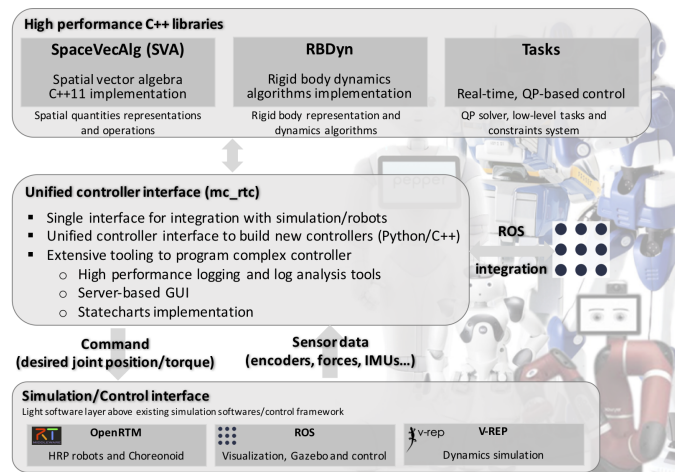 High performance C++ libraries
SpaceVecAlg (SVA)
Spatial vector algebra
C++11 implementation
Spatial quantities representations
and operations
RBDyn
Rigid body dynamics
algorithms implementation
Rigid body representation and
dynamics algorithms
Tasks
Real-time, QP-based control
QP solver, low-level tasks and
constraints system
pepper
Unified controller interface (mc_rtc)
▪ Single interface for integration with simulation/robots
▪ Unified controller interface to build new controllers (Python/C++)
▪ Extensive tooling to program complex controller
o High performance logging and log analysis tools
o Server-based GUI
o Statecharts implementation
ROS
integration
Command
(desired joint position/torque)
Sensor data
(encoders, forces, IMUs...)
Simulation/Control interface
Light software layer above existing simulation softwares/control framework
RT
OpenRTM
HRP robots and Choreonoid
ROS
Visualization, Gazebo and control
v-rep
V-REP
Dynamics simulation